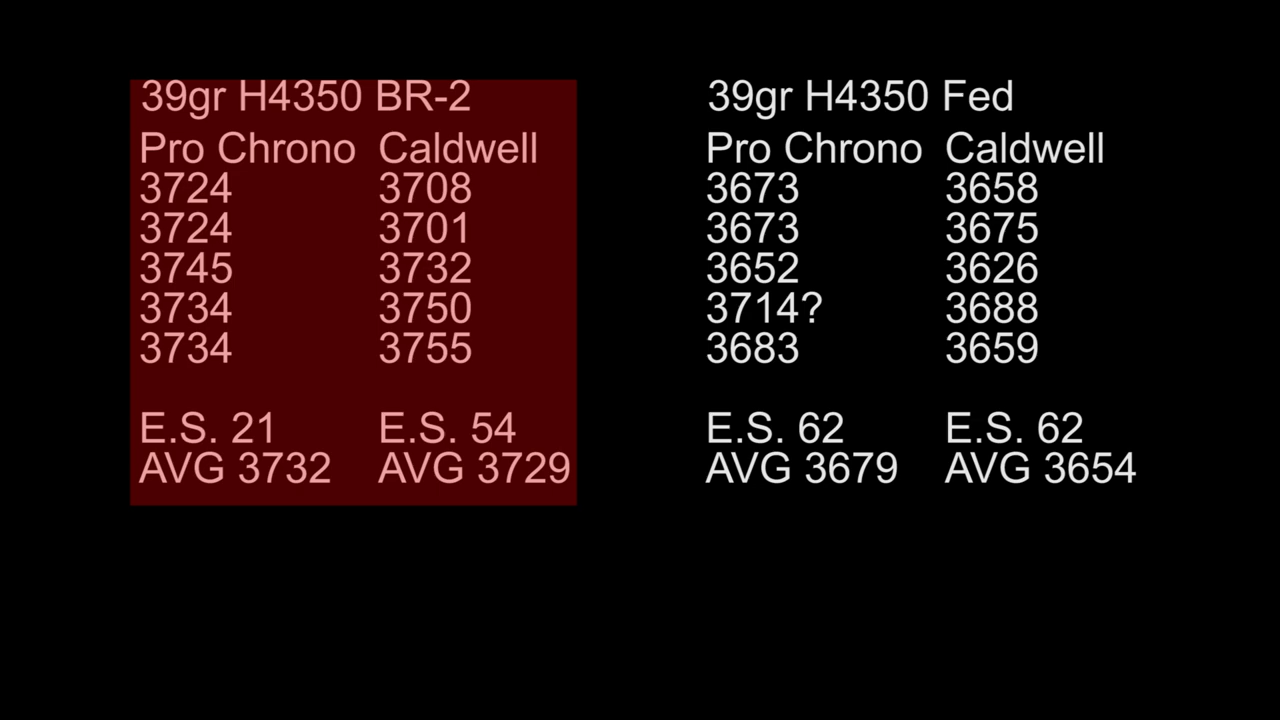 39gr H4350 BR-2
Pro Chrono Caldwell
3724 3708
3724 3701
3745 3732
3734 3750
3734 3755
E.S. 21 E.S. 54
AVG 3732 AVG 3729
39gr H4350 Fed
Pro Chrono Caldwell
3673 3658
3673 3675
3652 3626
3714? 3688
3683 3659
E.S. 62 E.S. 62
AVG 3679 AVG 3654